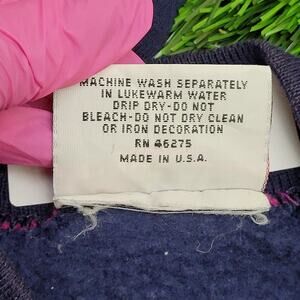 MACHINE WASH SEPARATELY
IN LUKEWARM WATER
DRIP DRY-DO NOT
BLEACH-DO NOT DRY CLEAN
OR IRON DECORATION
RN 46275
MADE IN U.S.A.